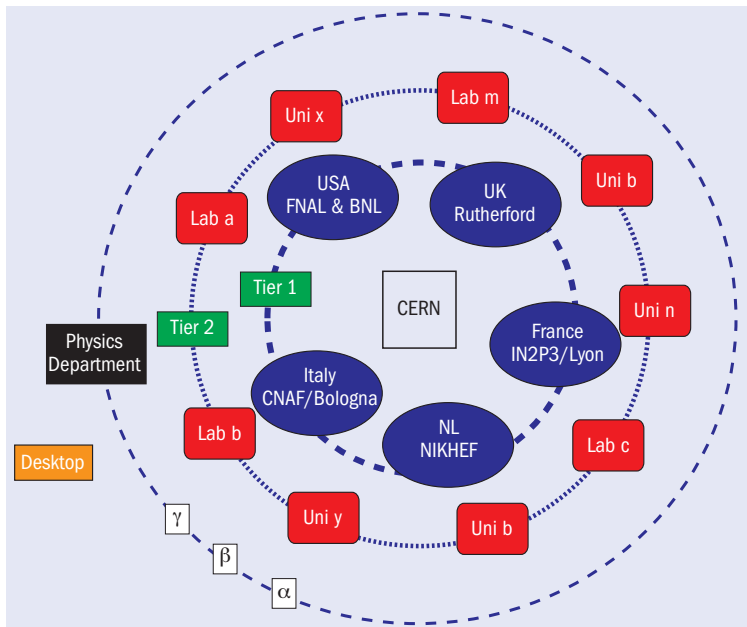 Lab m
Uni x
Uni b
USA
FNAL & BNL
UK
Rutherford
Lab a
Tier 1
CERN
Uni n
Tier 2
France
IN2P3/Lyon
Physics
Department
Italy
CNAF/Bologna
Lab b
NL
NIKHEF
Lab c
Desktop
Uni y
Uni b
γ
β
α